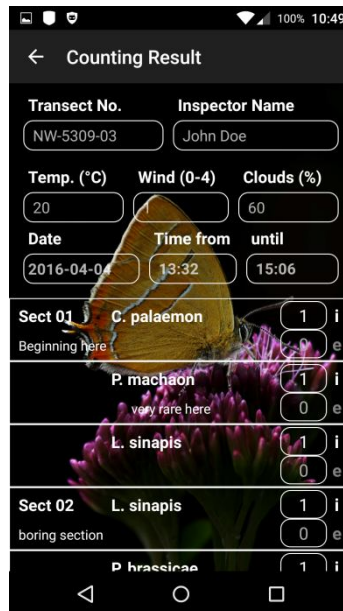 100% 10:49
Counting Result
Transect No. Inspector Name
NW-5309-03 John Doe
Temp. (°C) Wind (0-4) Clouds (%)
20 1 60
Date Time from until
2016-04-04 13:32 15:06
Sect 01 C. palaemon 1 i
Beginning here 0 e
P. machaon 1 i
very rare here 0 e
L. sinapis 1 i
0 e
Sect 02 L. sinapis 1 i
boring section 0 e
P. brassicae 1 i